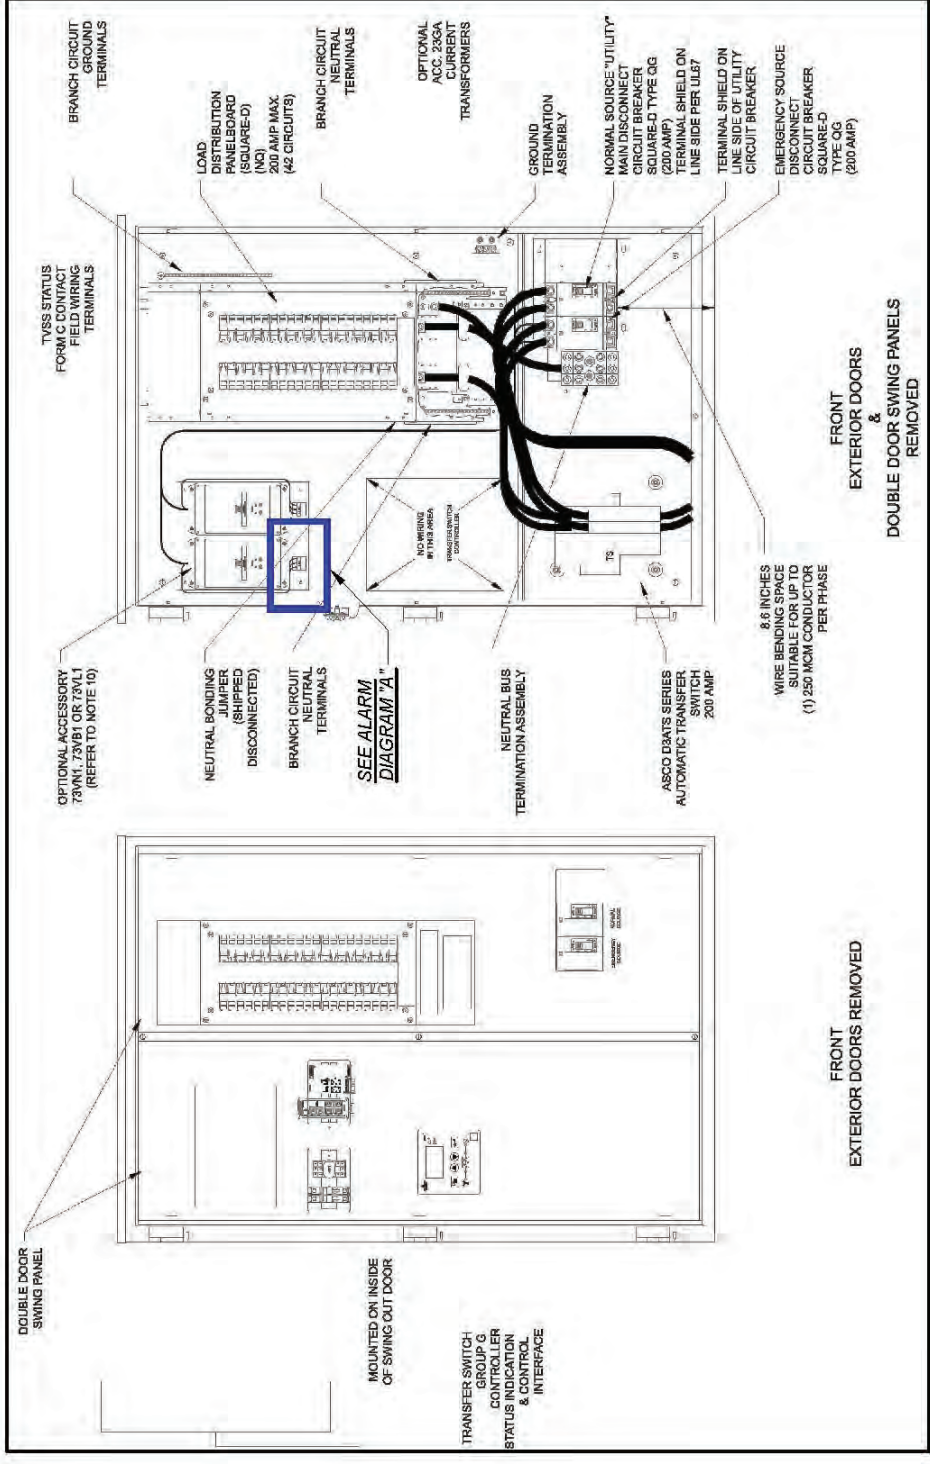 DOUBLE DOOR
SWING PANEL
MOUNTED ON INSIDE
OF SWING OUT DOOR
TRANSFER SWITCH
GROUP G
CONTROLLER
STATUS INDICATION
& CONTROL
INTERFACE
EMERGENCY
SOURCE
NORMAL
SOURCE
FRONT
EXTERIOR DOORS REMOVED
OPTIONAL ACCESSORY
73VN1, 73VB1 OR 73VL1
(REFER TO NOTE 10)
NEUTRAL BONDING
JUMPER
(SHIPPED
DISCONNECTED)
BRANCH CIRCUIT
NEUTRAL
TERMINALS
SEE ALARM
DIAGRAM "A"
NEUTRAL BUS
TERMINATION ASSEMBLY
ASCO D3ATS SERIES
AUTOMATIC TRANSFER
SWITCH
200 AMP
8.6 INCHES
WIRE BENDING SPACE
SUITABLE FOR UP TO
(1) 250 MCM CONDUCTOR
PER PHASE
NO WIRING
IN THIS AREA
TRANSFER SWITCH
CONTROLLER
TS
TVSS STATUS
FORM C CONTACT
FIELD WIRING
TERMINALS
BRANCH CIRCUIT
GROUND
TERMINALS
LOAD
DISTRIBUTION
PANELBOARD
(SQUARE-D)
(NQ)
200 AMP MAX.
(42 CIRCUITS)
BRANCH CIRCUIT
NEUTRAL
TERMINALS
OPTIONAL
ACC. 23GA
CURRENT
TRANSFORMERS
GROUND
TERMINATION
ASSEMBLY
NORMAL SOURCE "UTILITY"
MAIN DISCONNECT
CIRCUIT BREAKER
SQUARE-D TYPE QG
(200 AMP)
TERMINAL SHIELD ON
LINE SIDE PER UL67
TERMINAL SHIELD ON
LINE SIDE OF UTILITY
CIRCUIT BREAKER
EMERGENCY SOURCE
DISCONNECT
CIRCUIT BREAKER
SQUARE-D
TYPE QG
(200 AMP)
FRONT
EXTERIOR DOORS
&
DOUBLE DOOR SWING PANELS
REMOVED